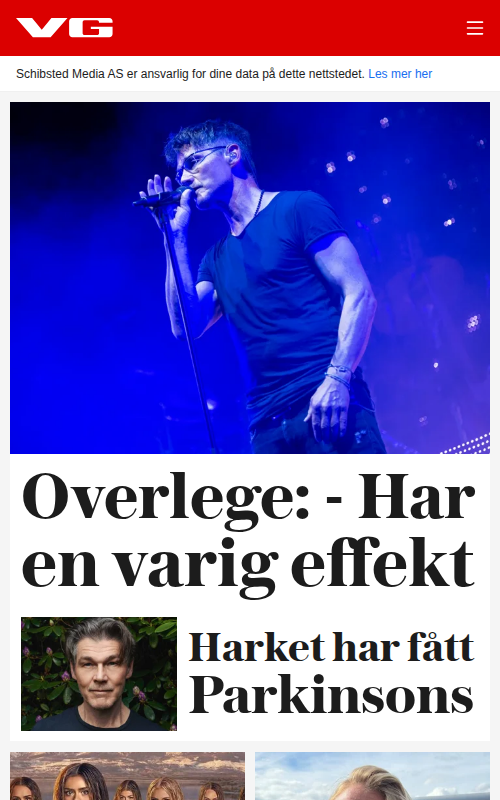 VG
Schibsted Media AS er ansvarlig for dine data på dette nettstedet. Les mer her
Overlege: - Har
en varig effekt
Harket har fått
Parkinsons